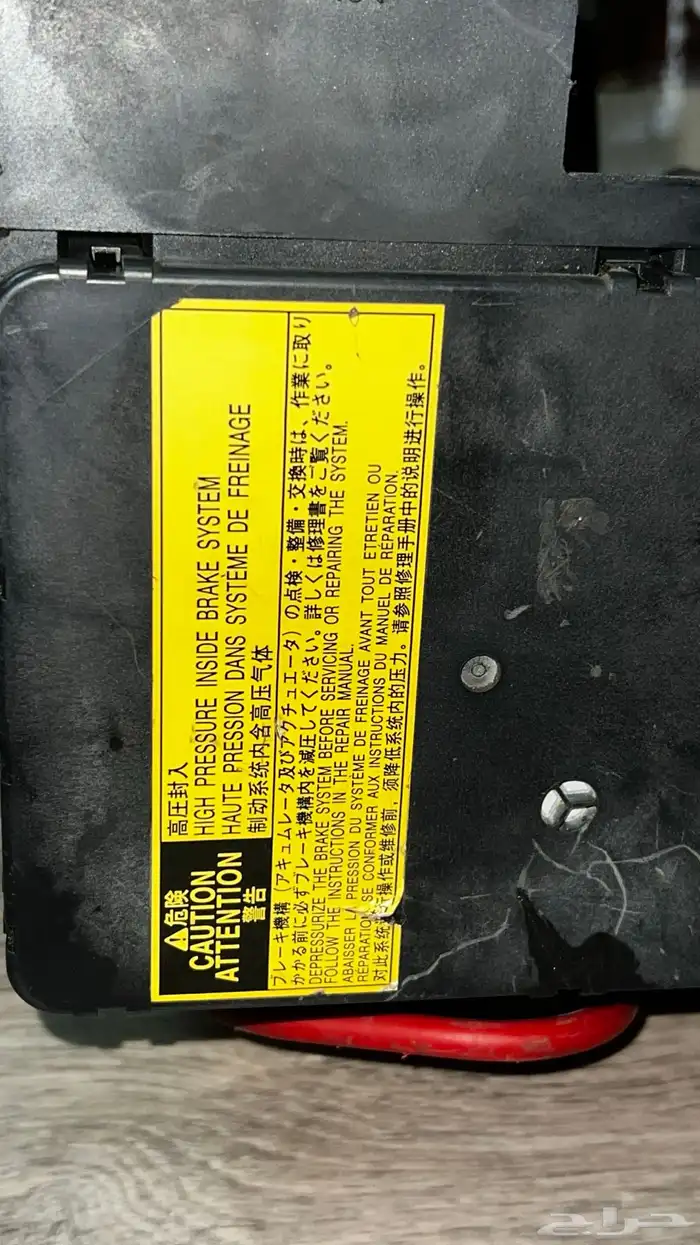 危険
CAUTION
ATTENTION
警告
高圧封入
HIGH PRESSURE INSIDE BRAKE SYSTEM
HAUTE PRESSION DANS SYSTÈME DE FREINAGE
制动系统内含高压气体
ブレーキ機構(アキュムレータ及びアクチュエータ)の点検・整備・交換時は、作業に取り
かかる前に必ずブレーキ機構内を減圧してください。詳しくは修理書をご覧ください。
DEPRESSURIZE THE BRAKE SYSTEM BEFORE SERVICING OR REPAIRING THE SYSTEM.
FOLLOW THE INSTRUCTIONS IN THE REPAIR MANUAL.
ABAISSER LA PRESSION DU SYSTÈME DE FREINAGE AVANT TOUT ETRETIEN OU
REPARATION. SE CONFORMER AUX INSTRUCTIONS DU MANUEL DE RÉPARATION.
对此系统进行操作或维修前，须降低系统内的压力。请参照修理手册中的说明进行操作。
حراج